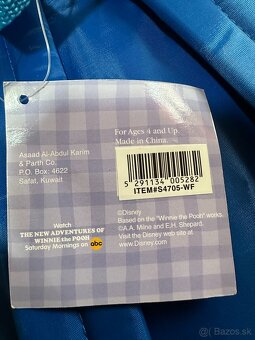 For Ages 4 and Up.
Made in China.
Asaad Al-Abdul Karim
& Parth Co.
P.O. Box: 4622
Safat, Kuwait
5 291134 005282
ITEM#S4705-WF
Watch
THE NEW ADVENTURES OF
WINNIE the POOH
Saturday Mornings on abc
©Disney
Based on the "Winnie the Pooh" works
©A.A. Milne and E.H. Shepard.
Visit the Disney web site at
www.Disney.com
Bazos.sk